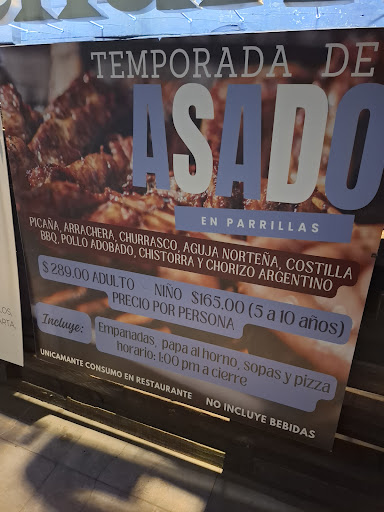 TEMPORADA DE
ASADO
EN PARRILLAS
PICAÑA, ARRACHERA, CHURRASCO, AGUJA NORTEÑA, COSTILLA
BBQ, POLLO ADOBADO, CHISTORRA Y CHORIZO ARGENTINO
$ 289.00 ADULTO - NIÑO $165.00 (5 a 10 años)
PRECIO POR PERSONA
Incluye:
Empanadas, papa al horno, sopas y pizza
horario: 1:00 pm a cierre
UNICAMANTE CONSUMO EN RESTAURANTE
NO INCLUYE BEBIDAS